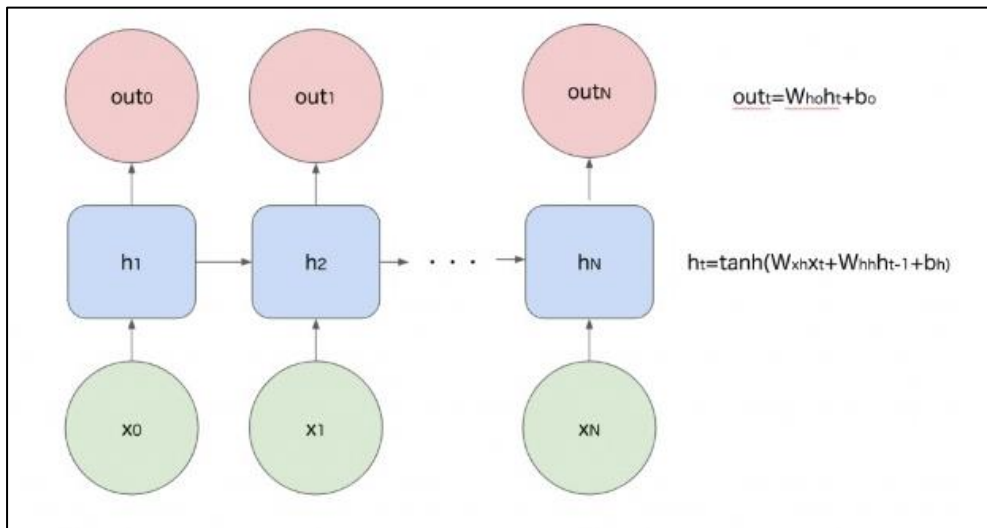 out0 out1 outN outt=Whoht+bo
h1 h2 . . . hN ht=tanh(Wxhxt+Whhht-1+bh)
x0 x1 xN